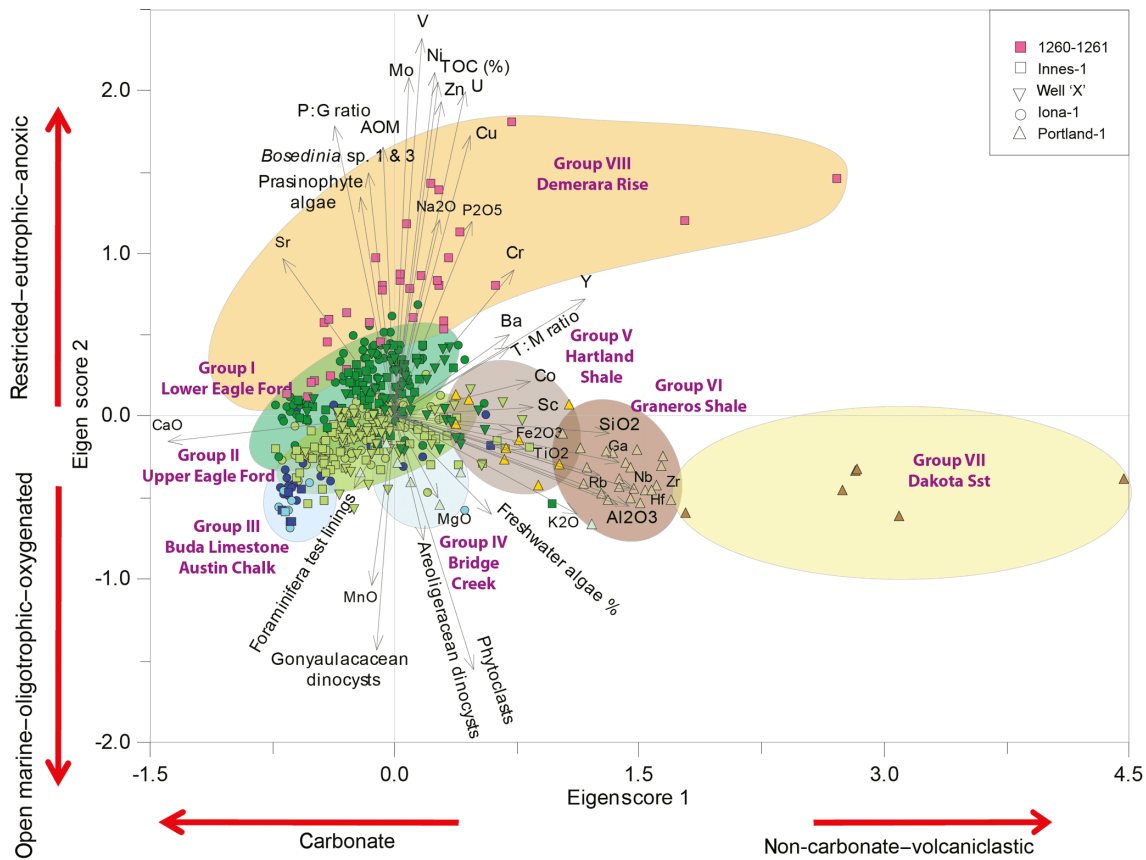 V
Ni
TOC (%)
Mo
Zn U
P:G ratio
AOM
Cu
Bosedinia sp. 1 & 3
Prasinophyte
algae
Na2O
P2O5
Sr
Cr
Y
Ba
T:M ratio
Co
Sc
Fe2O3
TiO2
SiO2
Ga
Nb
Zr
Rb
Hf
Al2O3
K2O
MgO
CaO
Freshwater algae %
Foraminifera test linings
MnO
Gonyaulacacean
dinocysts
Areoligeracean dinocysts
Phytoclasts
Group VIII
Demerara Rise
Group I
Lower Eagle Ford
Group II
Upper Eagle Ford
Group III
Buda Limestone
Austin Chalk
Group IV
Bridge
Creek
Group V
Hartland
Shale
Group VI
Graneros Shale
Group VII
Dakota Sst
1260-1261
Innes-1
Well ‘X’
Iona-1
Portland-1
2.0
1.0
0.0
-1.0
-2.0
-1.5
0.0
1.5
3.0
4.5
Eigen score 2
Eigenscore 1
Restricted–eutrophic–anoxic
Open marine–oligotrophic–oxygenated
Carbonate
Non-carbonate–volcaniclastic